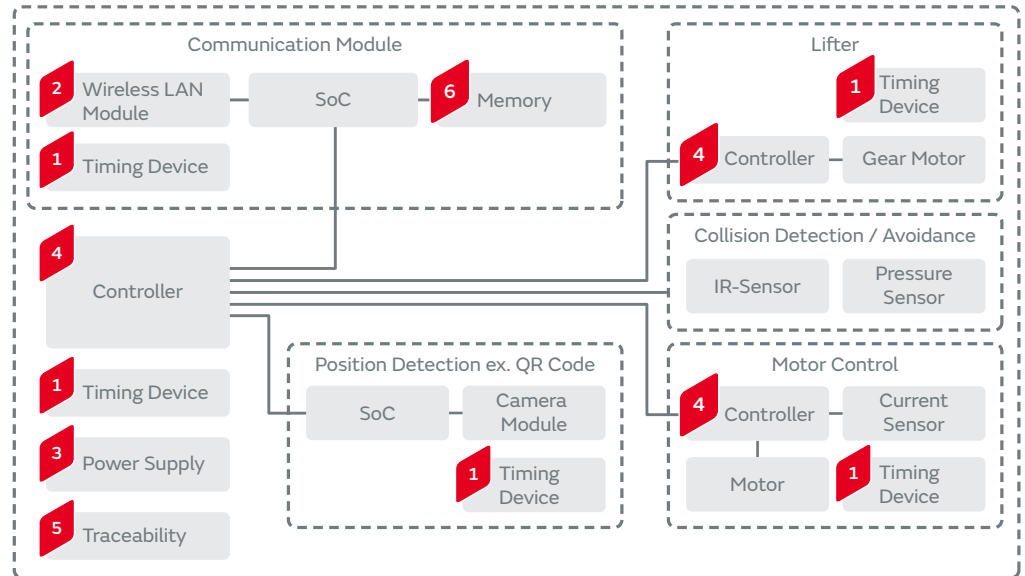 Communication Module
2
Wireless LAN
Module
SoC
6
Memory
1
Timing Device
Lifter
1
Timing
Device
4
Controller
Gear Motor
4
Controller
Collision Detection / Avoidance
IR-Sensor
Pressure
Sensor
1
Timing Device
3
Power Supply
5
Traceability
Position Detection ex. QR Code
SoC
Camera
Module
1
Timing
Device
Motor Control
4
Controller
Current
Sensor
Motor
1
Timing
Device